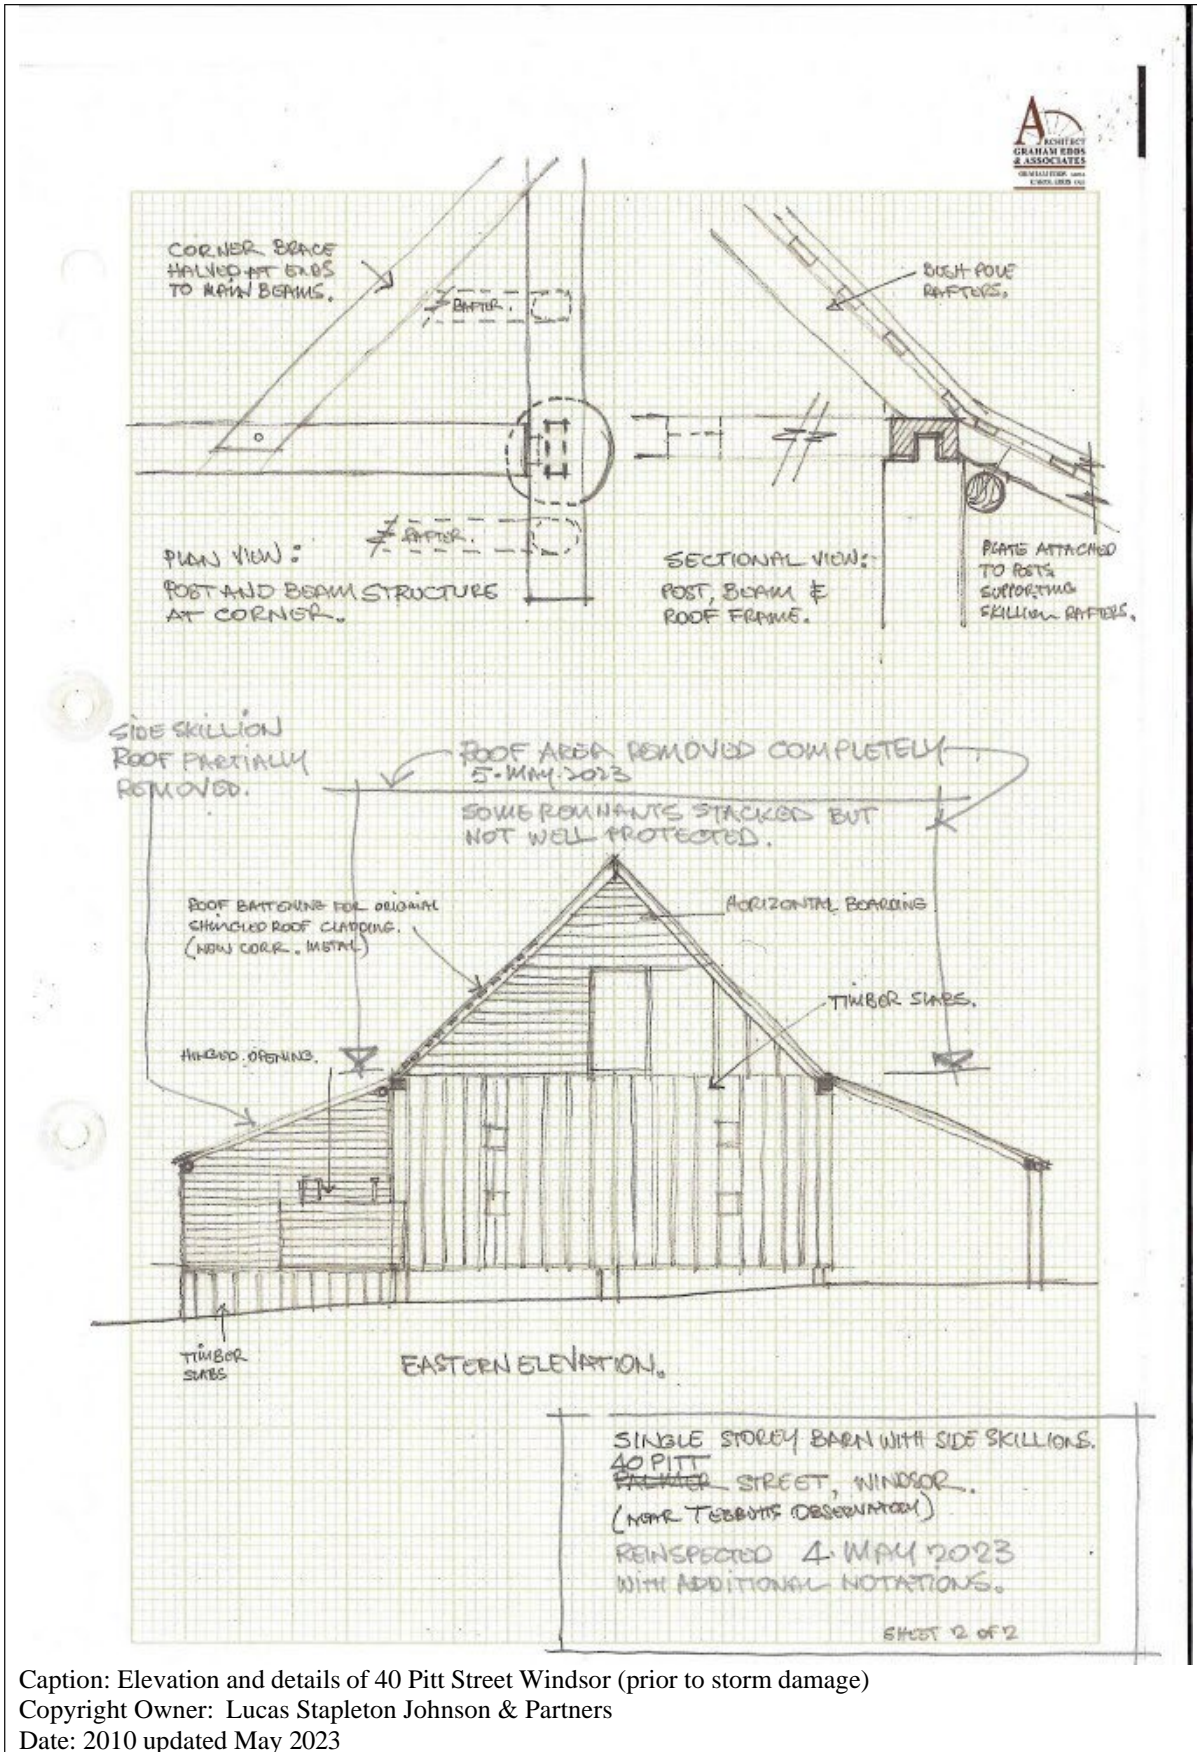 ARCHITECT
GRAHAM EDDS
& ASSOCIATES
CORNER BRACE
HALVED AT ENDS
TO MAIN BEAMS.
RAFTER.
BUSH POLE
RAFTERS.
RAFTER.
PLAN VIEW:
POST AND BEAM STRUCTURE
AT CORNER.
SECTIONAL VIEW:
POST, BEAM &
ROOF FRAME.
PLATE ATTACHED
TO POSTS
SUPPORTING
SKILLION RAFTERS.
SIDE SKILLION
ROOF PARTIALLY
REMOVED.
ROOF AREA REMOVED COMPLETELY
5·MAY·2023
SOME REMNANTS STACKED BUT
NOT WELL PROTECTED.
ROOF BATTENING FOR ORIGINAL
SHINGLED ROOF CLADDING.
(NOW CORR. METAL)
HORIZONTAL BOARDING
TIMBER SLABS.
HINGED OPENING.
TIMBER
SLABS
EASTERN ELEVATION.
SINGLE STOREY BARN WITH SIDE SKILLIONS.
40 PITT
PALMER STREET, WINDSOR.
(NEAR TEBBUTTS OBSERVATORY)
REINSPECTED 4·MAY 2023
WITH ADDITIONAL NOTATIONS.
SHEET 2 OF 2
Caption: Elevation and details of 40 Pitt Street Windsor (prior to storm damage)
Copyright Owner: Lucas Stapleton Johnson & Partners
Date: 2010 updated May 2023